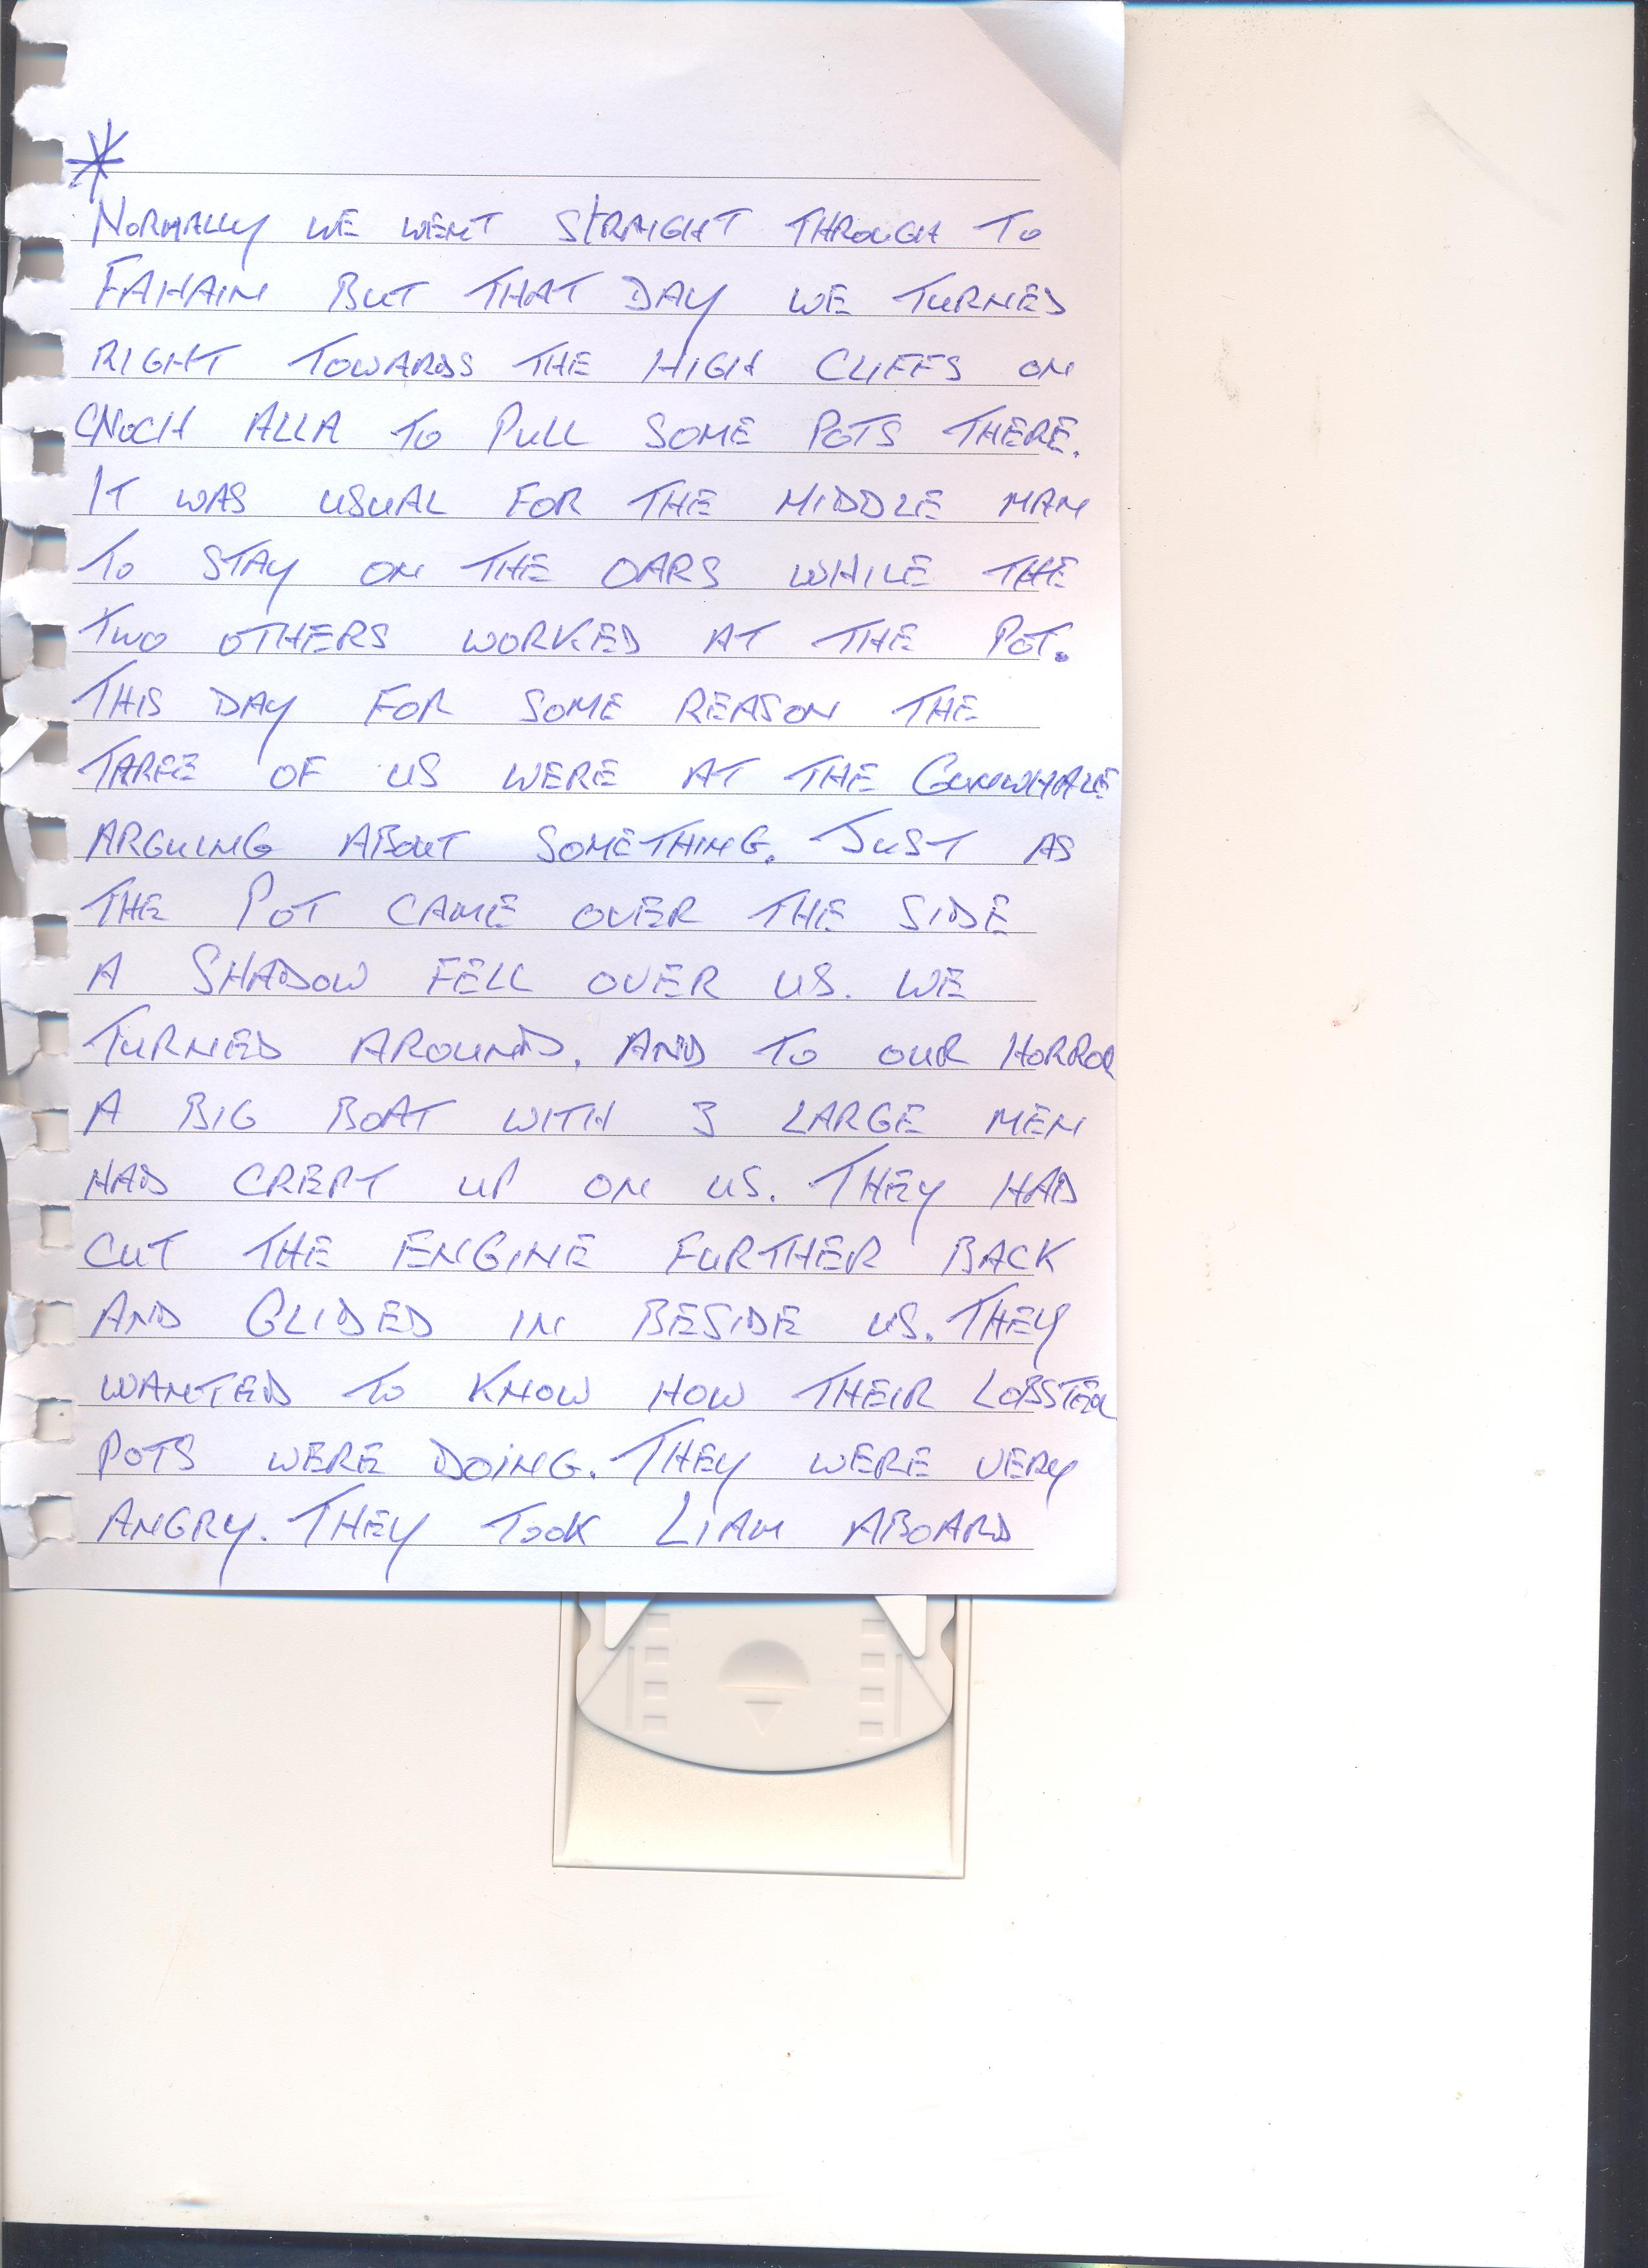 *
NORMALLY WE WENT STRAIGHT THROUGH TO
FAHAIN BUT THAT DAY WE TURNED
RIGHT TOWARDS THE HIGH CLIFFS ON
CNOCH ALLA TO PULL SOME POTS THERE.
IT WAS USUAL FOR THE MIDDLE MAN
TO STAY ON THE OARS WHILE THE
TWO OTHERS WORKED AT THE POT.
THIS DAY FOR SOME REASON THE
THREE OF US WERE AT THE GUNWHALE
ARGUING ABOUT SOMETHING. JUST AS
THE POT CAME OVER THE SIDE
A SHADOW FELL OVER US. WE
TURNED AROUND, AND TO OUR HORROR
A BIG BOAT WITH 3 LARGE MEN
HAD CREPT UP ON US. THEY HAD
CUT THE ENGINE FURTHER BACK
AND GLIDED IN BESIDE US. THEY
WANTED TO KNOW HOW THEIR LOBSTER
POTS WERE DOING. THEY WERE VERY
ANGRY. THEY TOOK LIAM ABOARD